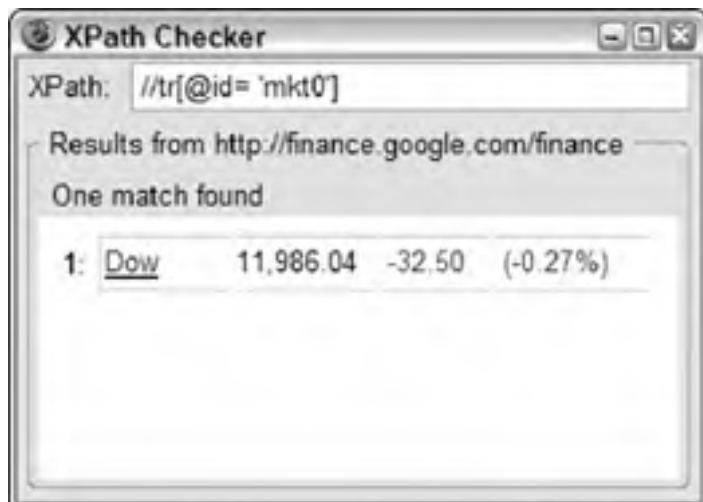 XPath Checker
XPath: //tr[@id= 'mkt0']
Results from http://finance.google.com/finance
One match found
1: Dow 11,986.04 -32.50 (-0.27%)